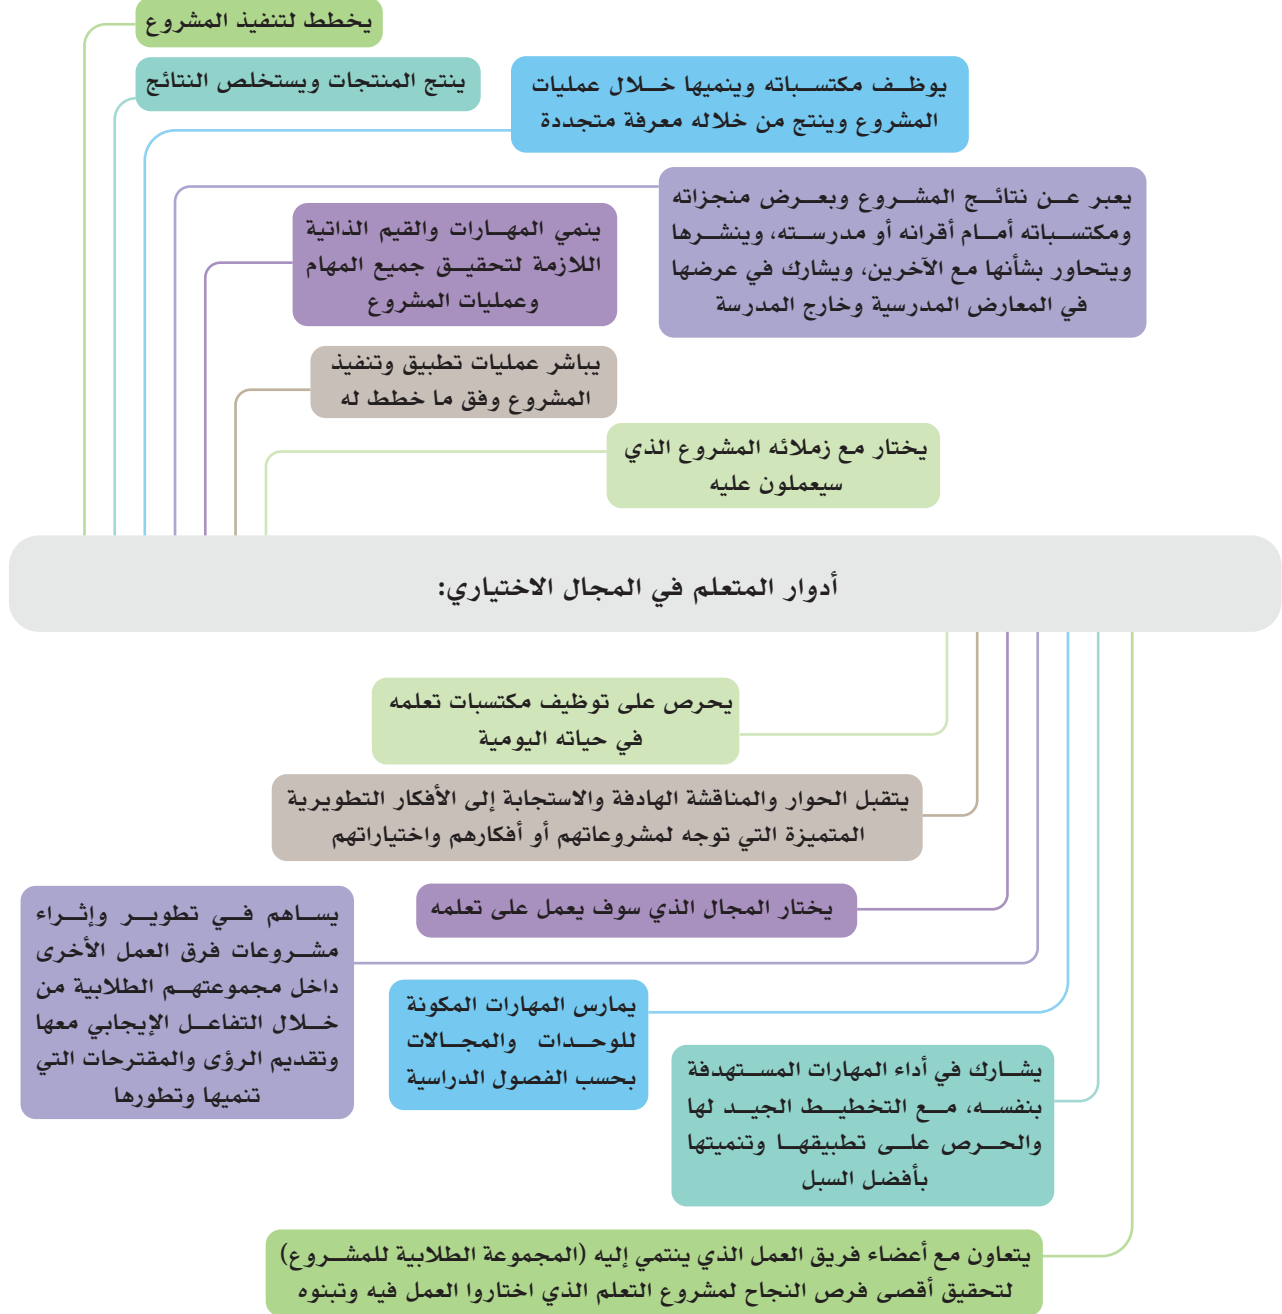 يخطط لتنفيذ المشروع
ينتج المنتجات ويستخلص النتائج
يوظف مكتسباته وينميها خلال عمليات
المشروع وينتج من خلاله معرفة متجددة
يعبر عن نتائج المشروع وبعرض منجزاته
ومكتسباته أمام أقرانه أو مدرسته، وينشرها
ويتحاور بشأنها مع الآخرين، ويشارك في عرضها
في المعارض المدرسية وخارج المدرسة
ينمي المهارات والقيم الذاتية
اللازمة لتحقيق جميع المهام
وعمليات المشروع
يباشر عمليات تطبيق وتنفيذ
المشروع وفق ما خطط له
يختار مع زملائه المشروع الذي
سيعملون عليه
أدوار المتعلم في المجال الاختياري:
يحرص على توظيف مكتسبات تعلمه
في حياته اليومية
يتقبل الحوار والمناقشة الهادفة والاستجابة إلى الأفكار التطويرية
المتميزة التي توجه لمشروعاتهم أو أفكارهم واختياراتهم
يختار المجال الذي سوف يعمل على تعلمه
يساهم في تطوير وإثراء
مشروعات فرق العمل الأخرى
داخل مجموعتهم الطلابية من
خلال التفاعل الإيجابي معها
وتقديم الرؤى والمقترحات التي
تنميها وتطورها
يمارس المهارات المكونة
للوحدات والمجالات
بحسب الفصول الدراسية
يشارك في أداء المهارات المستهدفة
بنفسه، مع التخطيط الجيد لها
والحرص على تطبيقها وتنميتها
بأفضل السبل
يتعاون مع أعضاء فريق العمل الذي ينتمي إليه (المجموعة الطلابية للمشروع)
لتحقيق أقصى فرص النجاح لمشروع التعلم الذي اختاروا العمل فيه وتبنوه